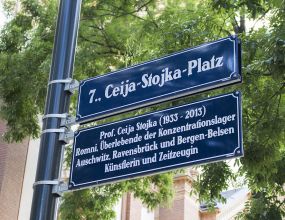 7., Ceija-Stojka-Platz
Prof. Ceija Stojka (1933 - 2013)
Romni. Überlebende der Konzentrationslager
Auschwitz. Ravensbrück und Bergen-Belsen
Künstlerin und Zeitzeugin